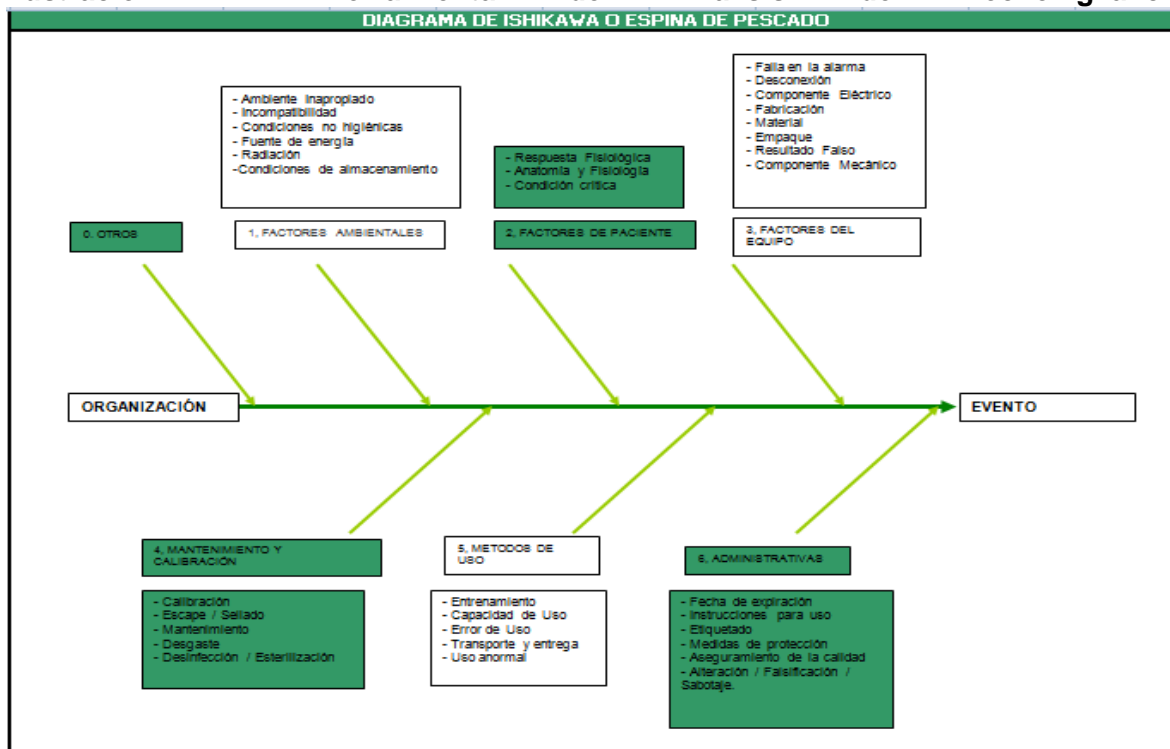 DIAGRAMA DE ISHIKAWA O ESPINA DE PESCADO
- Falla en la alarma
- Desconexión
- Componente Eléctrico
- Fabricación
- Material
- Empaque
- Resultado Falso
- Componente Mecánico
- Ambiente Inapropiado
- Incompatibilidad
- Condiciones no higiénicas
- Fuente de energía
- Radiación
-Condiciones de almacenamiento
- Respuesta Fisiológica
- Anatomía y Fisiología
- Condición critica
0. OTROS
1, FACTORES AMBIENTALES
2, FACTORES DE PACIENTE
3, FACTORES DEL
EQUIPO
ORGANIZACIÓN
EVENTO
4, MANTENIMIENTO Y
CALIBRACIÓN
5, METODOS DE
USO
6, ADMINISTRATIVAS
- Calibración
- Escape / Sellado
- Mantenimiento
- Desgaste
- Desinfección / Esterilización
- Entrenamiento
- Capacidad de Uso
- Error de Uso
- Transporte y entrega
- Uso anormal
- Fecha de expiración
- Instrucciones para uso
- Etiquetado
- Medidas de protección
- Aseguramiento de la calidad
- Alteración / Falsificación /
Sabotaje.